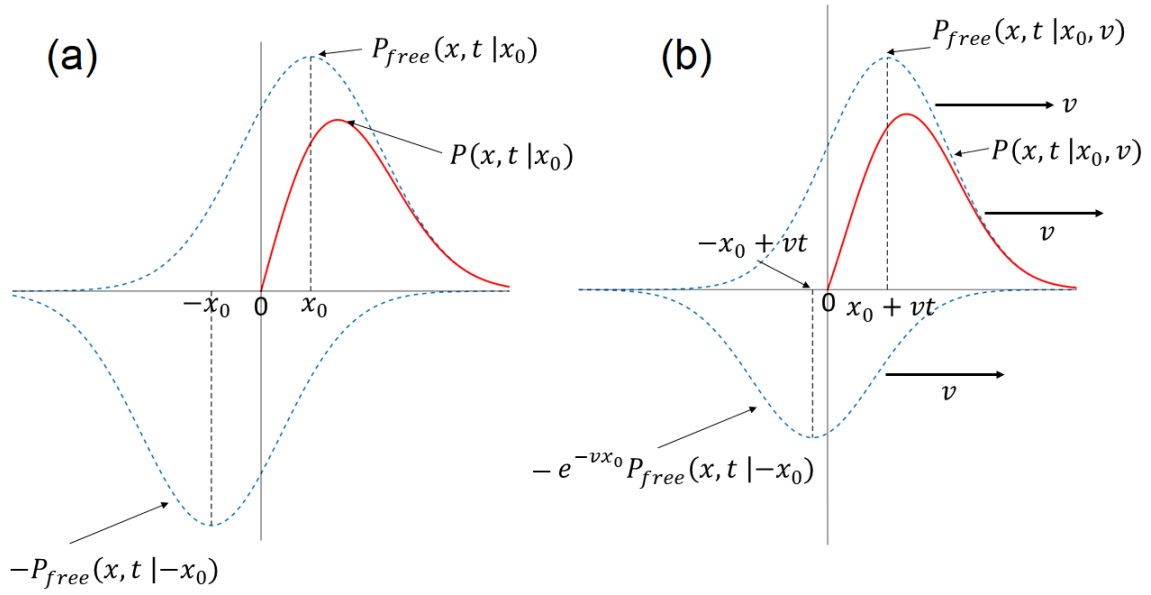 (a)
P_free(x, t |x_0)
P(x, t |x_0)
−x_0 0 x_0
−P_free(x, t |−x_0)
(b)
P_free(x, t |x_0, v)
v
P(x, t |x_0, v)
v
−x_0 + vt
0 x_0 + vt
v
− e^{−vx_0} P_free(x, t |−x_0)